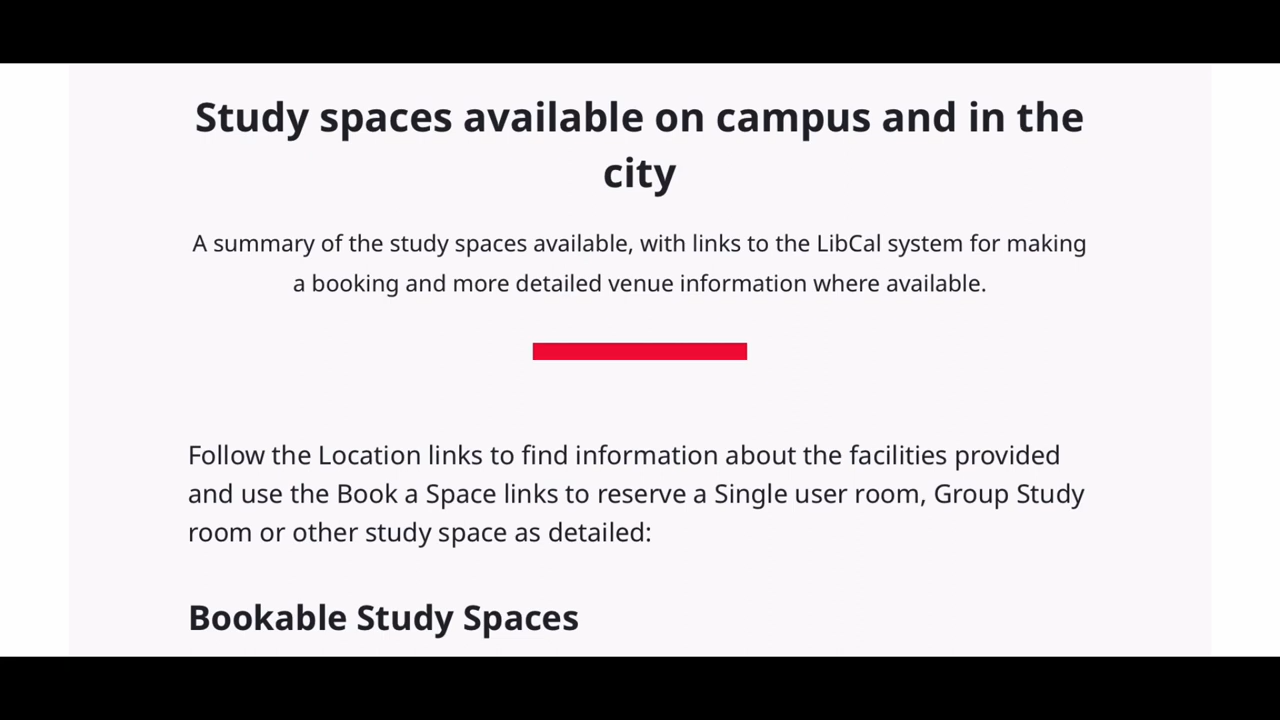 Study spaces available on campus and in the
city
A summary of the study spaces available, with links to the LibCal system for making
a booking and more detailed venue information where available.
Follow the Location links to find information about the facilities provided
and use the Book a Space links to reserve a Single user room, Group Study
room or other study space as detailed:
Bookable Study Spaces